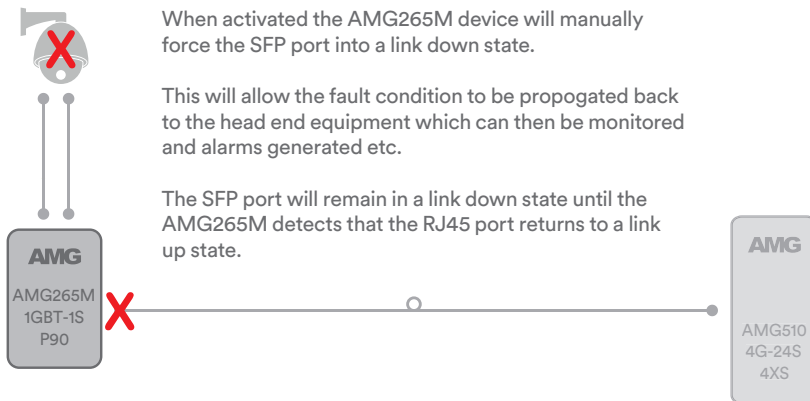 When activated the AMG265M device will manually
force the SFP port into a link down state.
This will allow the fault condition to be propogated back
to the head end equipment which can then be monitored
and alarms generated etc.
The SFP port will remain in a link down state until the
AMG265M detects that the RJ45 port returns to a link
up state.
AMG
AMG265M
1GBT-1S
P90
AMG
AMG510
4G-24S
4XS